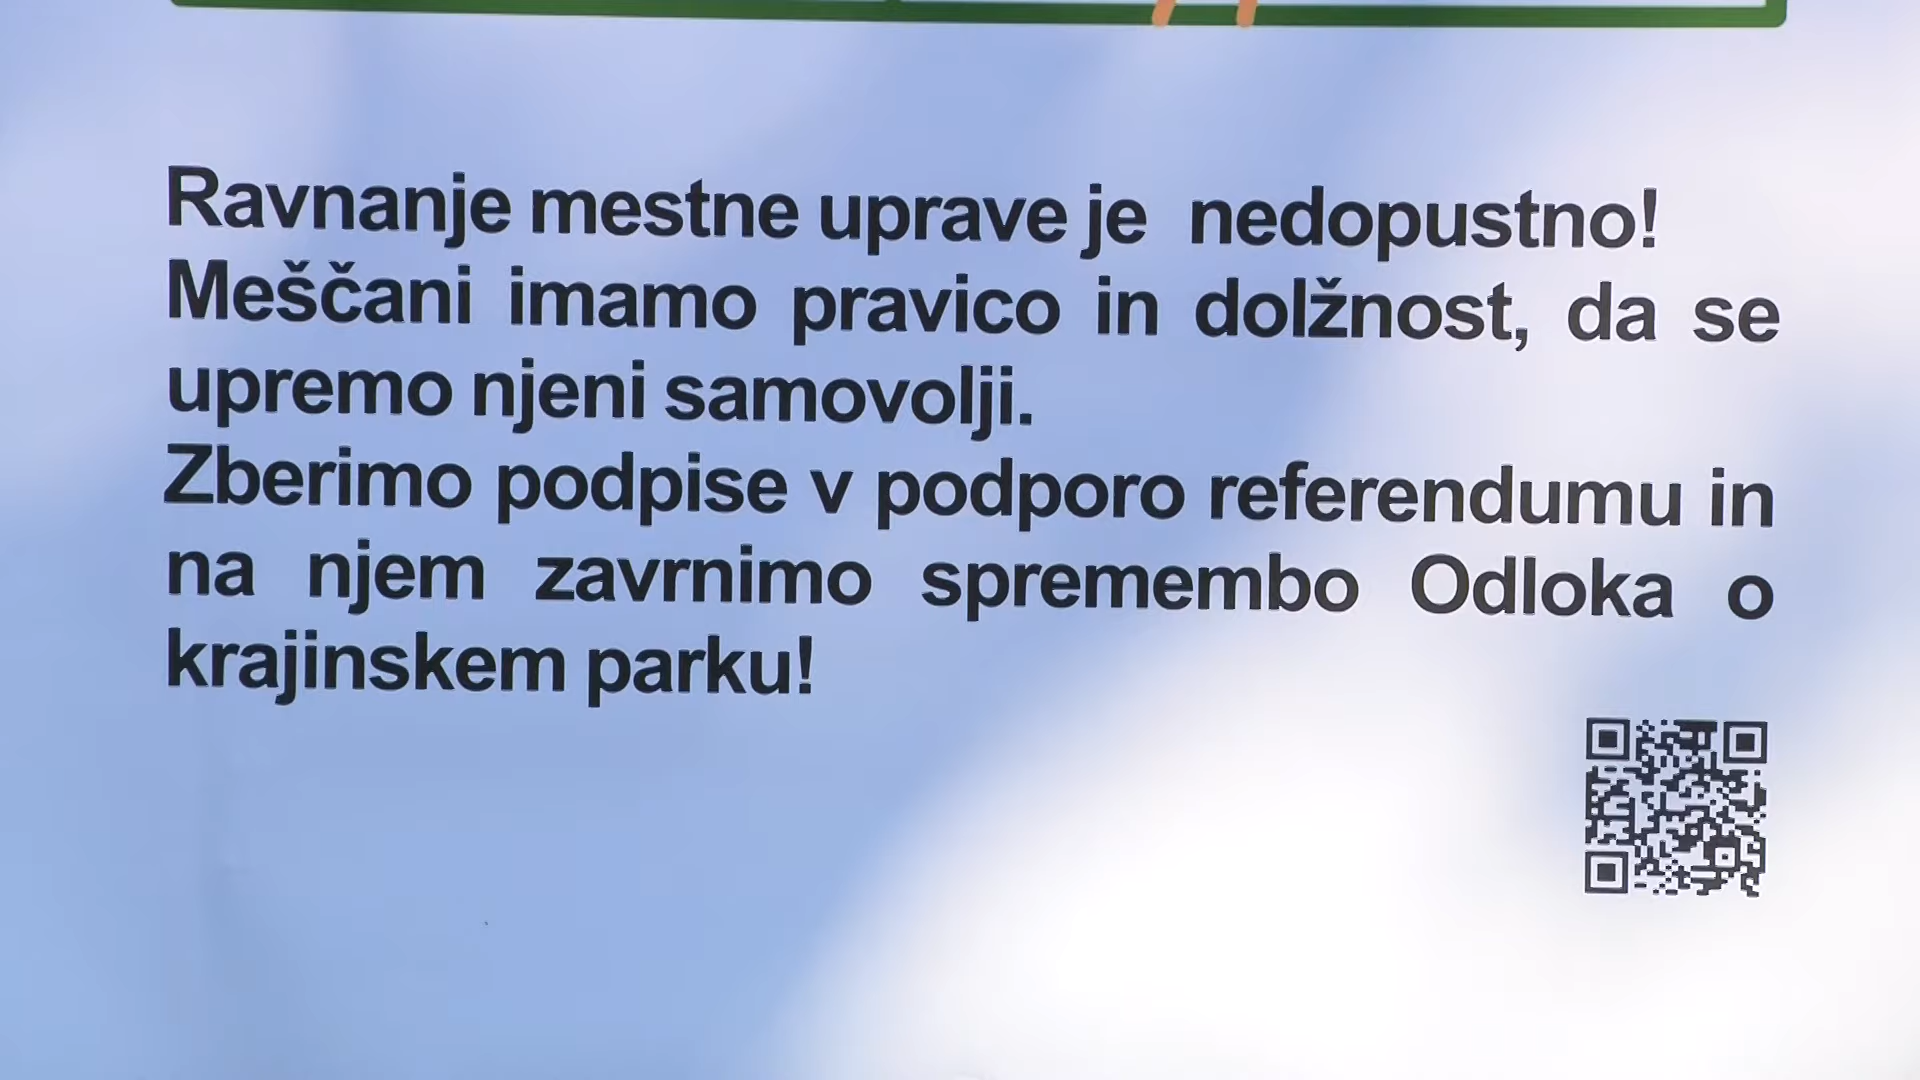 Ravnanje mestne uprave je nedopustno!
Meščani imamo pravico in dolžnost, da se
upremo njeni samovolji.
Zberimo podpise v podporo referendumu in
na njem zavrnimo spremembo Odloka o
krajinskem parku!